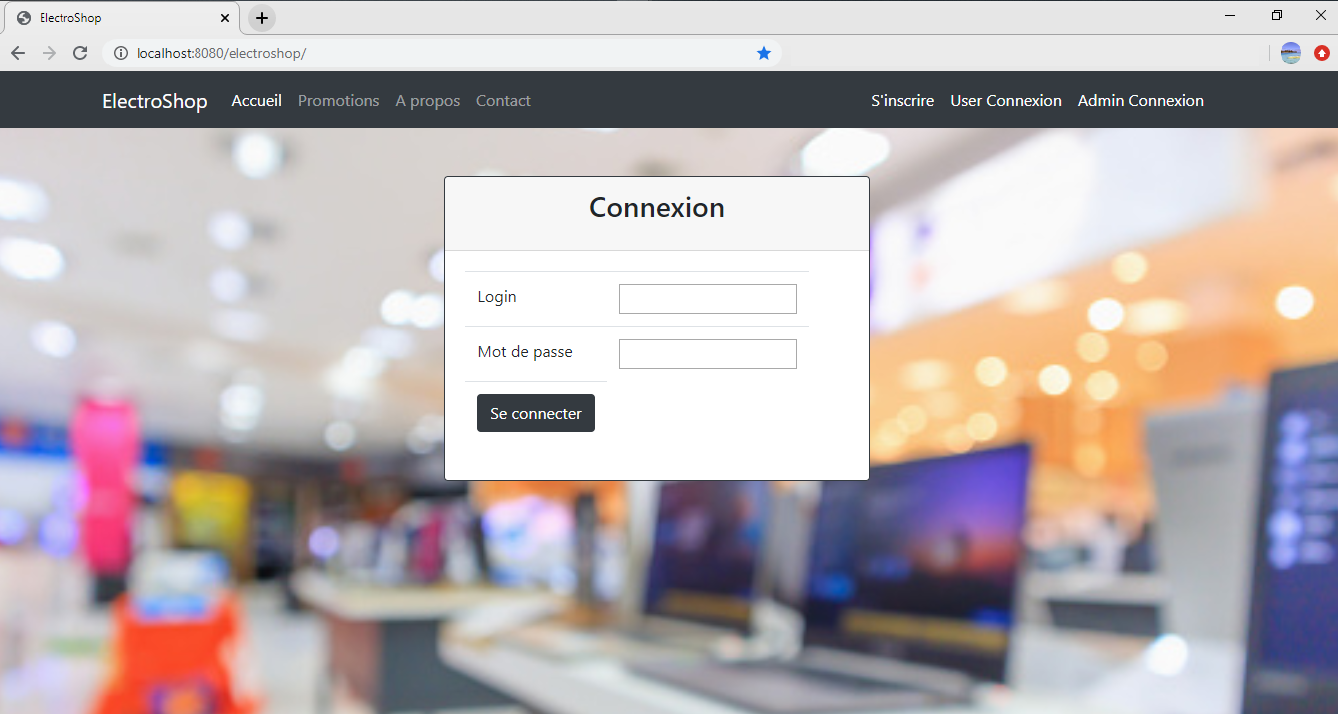 ElectroShop
localhost:8080/electroshop/
ElectroShop Accueil Promotions A propos Contact S'inscrire User Connexion Admin Connexion
Connexion
Login
Mot de passe
Se connecter